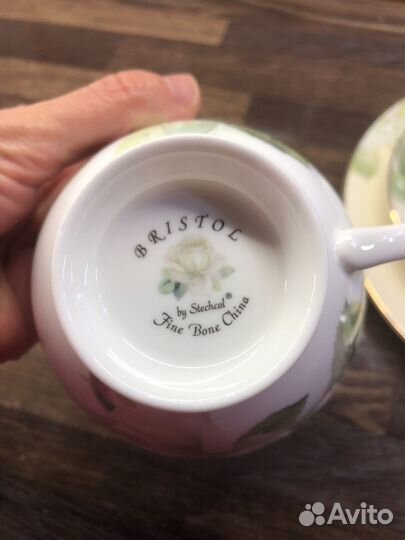 BRISTOL
by Stechcol®
Fine Bone China
Avito